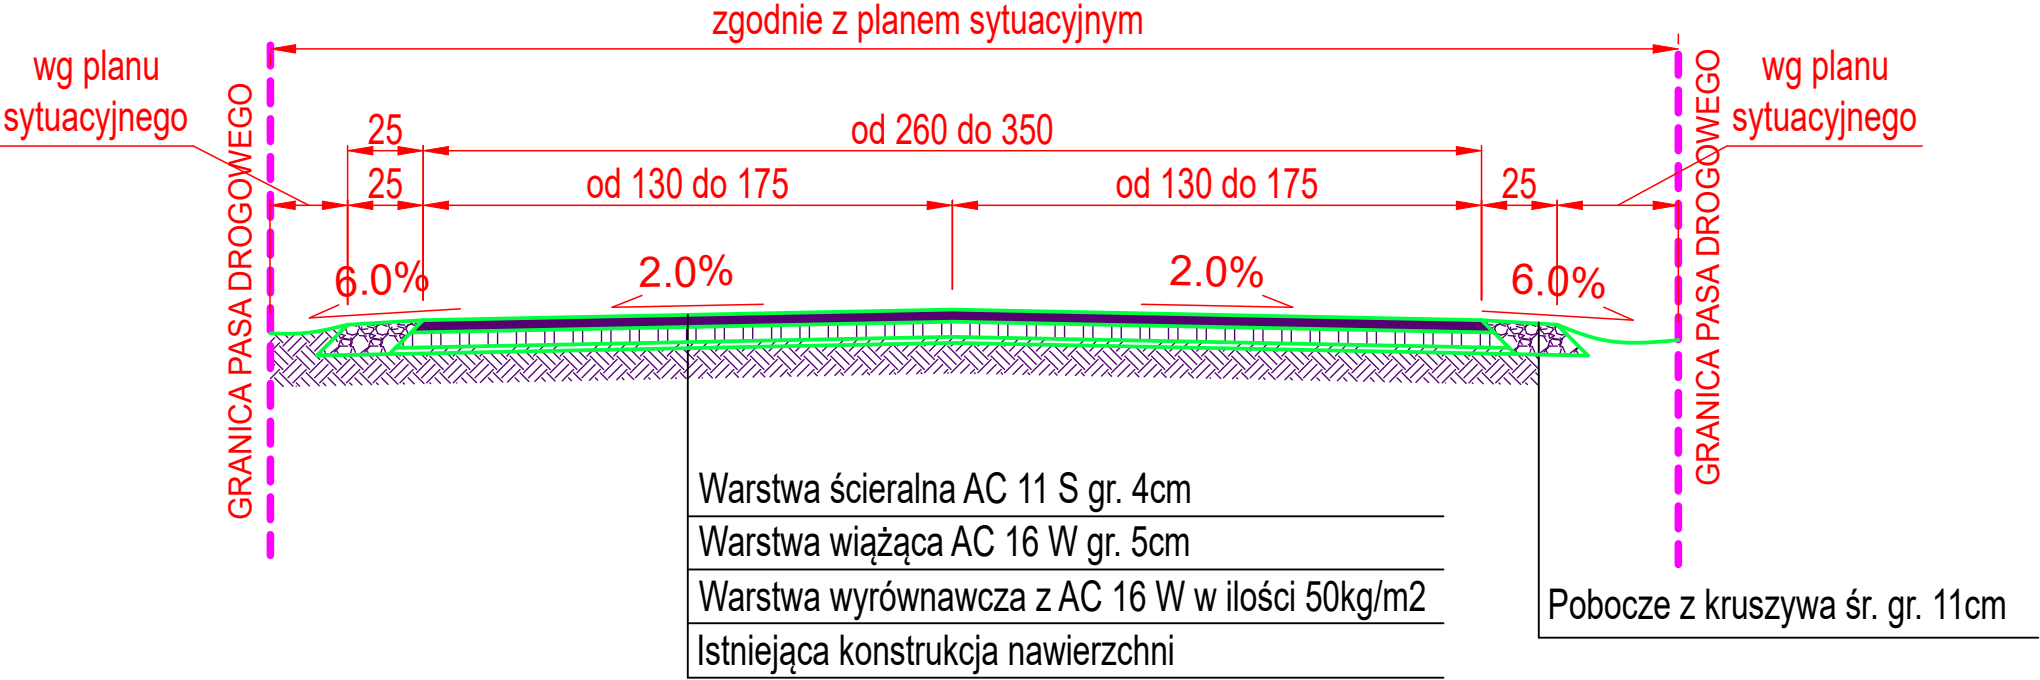 zgodnie z planem sytuacyjnym
wg planu
sytuacyjnego
wg planu
sytuacyjnego
GRANICA PASA DROGOWEGO
GRANICA PASA DROGOWEGO
25
od 260 do 350
25
od 130 do 175
od 130 do 175
25
6.0%
2.0%
2.0%
6.0%
Warstwa ścieralna AC 11 S gr. 4cm
Warstwa wiążąca AC 16 W gr. 5cm
Warstwa wyrównawcza z AC 16 W w ilości 50kg/m2
Istniejąca konstrukcja nawierzchni
Pobocze z kruszywa śr. gr. 11cm